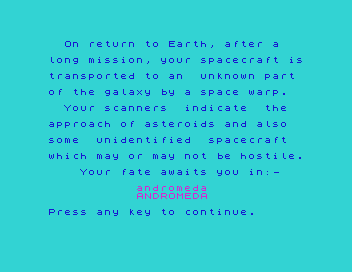 On return to Earth, after a
long mission, your spacecraft is
transported to an unknown part
of the galaxy by a space warp.
Your scanners indicate the
approach of asteroids and also
some unidentified spacecraft
which may or may not be hostile.
Your fate awaits you in:-
andromeda
ANDROMEDA
Press any key to continue.